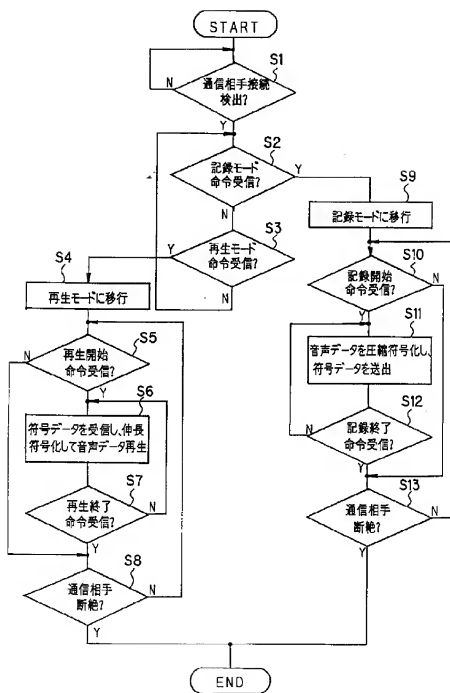 START
S1
通信相手接続
検出?
N
Y
S2
記録モード
命令受信?
Y
N
S3
再生モード
命令受信?
Y
N
S4
再生モードに移行
S5
再生開始
命令受信?
N
Y
S6
符号データを受信し、伸長
符号化して音声データ再生
S7
再生終了
命令受信?
N
Y
S8
通信相手
断絶?
N
Y
S9
記録モードに移行
S10
記録開始
命令受信?
N
Y
S11
音声データを圧縮符号化し、
符号データを送出
S12
記録終了
命令受信?
N
Y
S13
通信相手
断絶?
N
Y
END